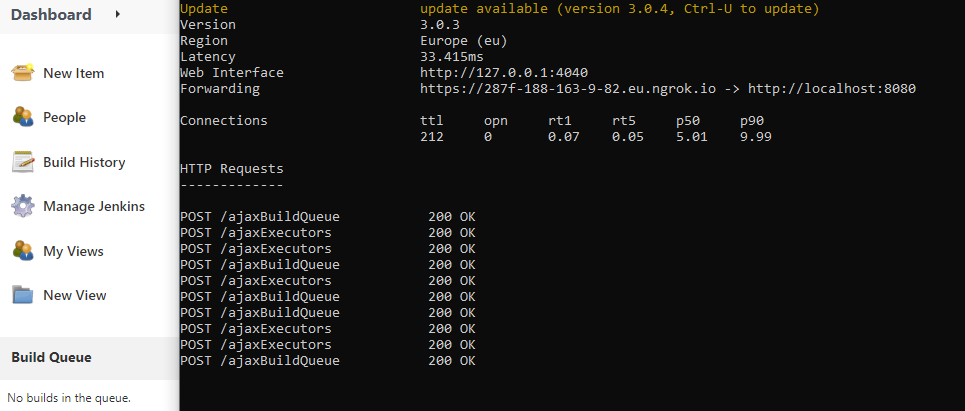 Dashboard
New Item
People
Build History
Manage Jenkins
My Views
New View
Build Queue
No builds in the queue.
Update update available (version 3.0.4, Ctrl-U to update)
Version 3.0.3
Region Europe (eu)
Latency 33.415ms
Web Interface http://127.0.0.1:4040
Forwarding https://287f-188-163-9-82.eu.ngrok.io -> http://localhost:8080
Connections ttl opn rt1 rt5 p50 p90
212 0 0.07 0.05 5.01 9.99
HTTP Requests
-------------
POST /ajaxBuildQueue 200 OK
POST /ajaxExecutors 200 OK
POST /ajaxExecutors 200 OK
POST /ajaxBuildQueue 200 OK
POST /ajaxExecutors 200 OK
POST /ajaxBuildQueue 200 OK
POST /ajaxBuildQueue 200 OK
POST /ajaxExecutors 200 OK
POST /ajaxExecutors 200 OK
POST /ajaxBuildQueue 200 OK